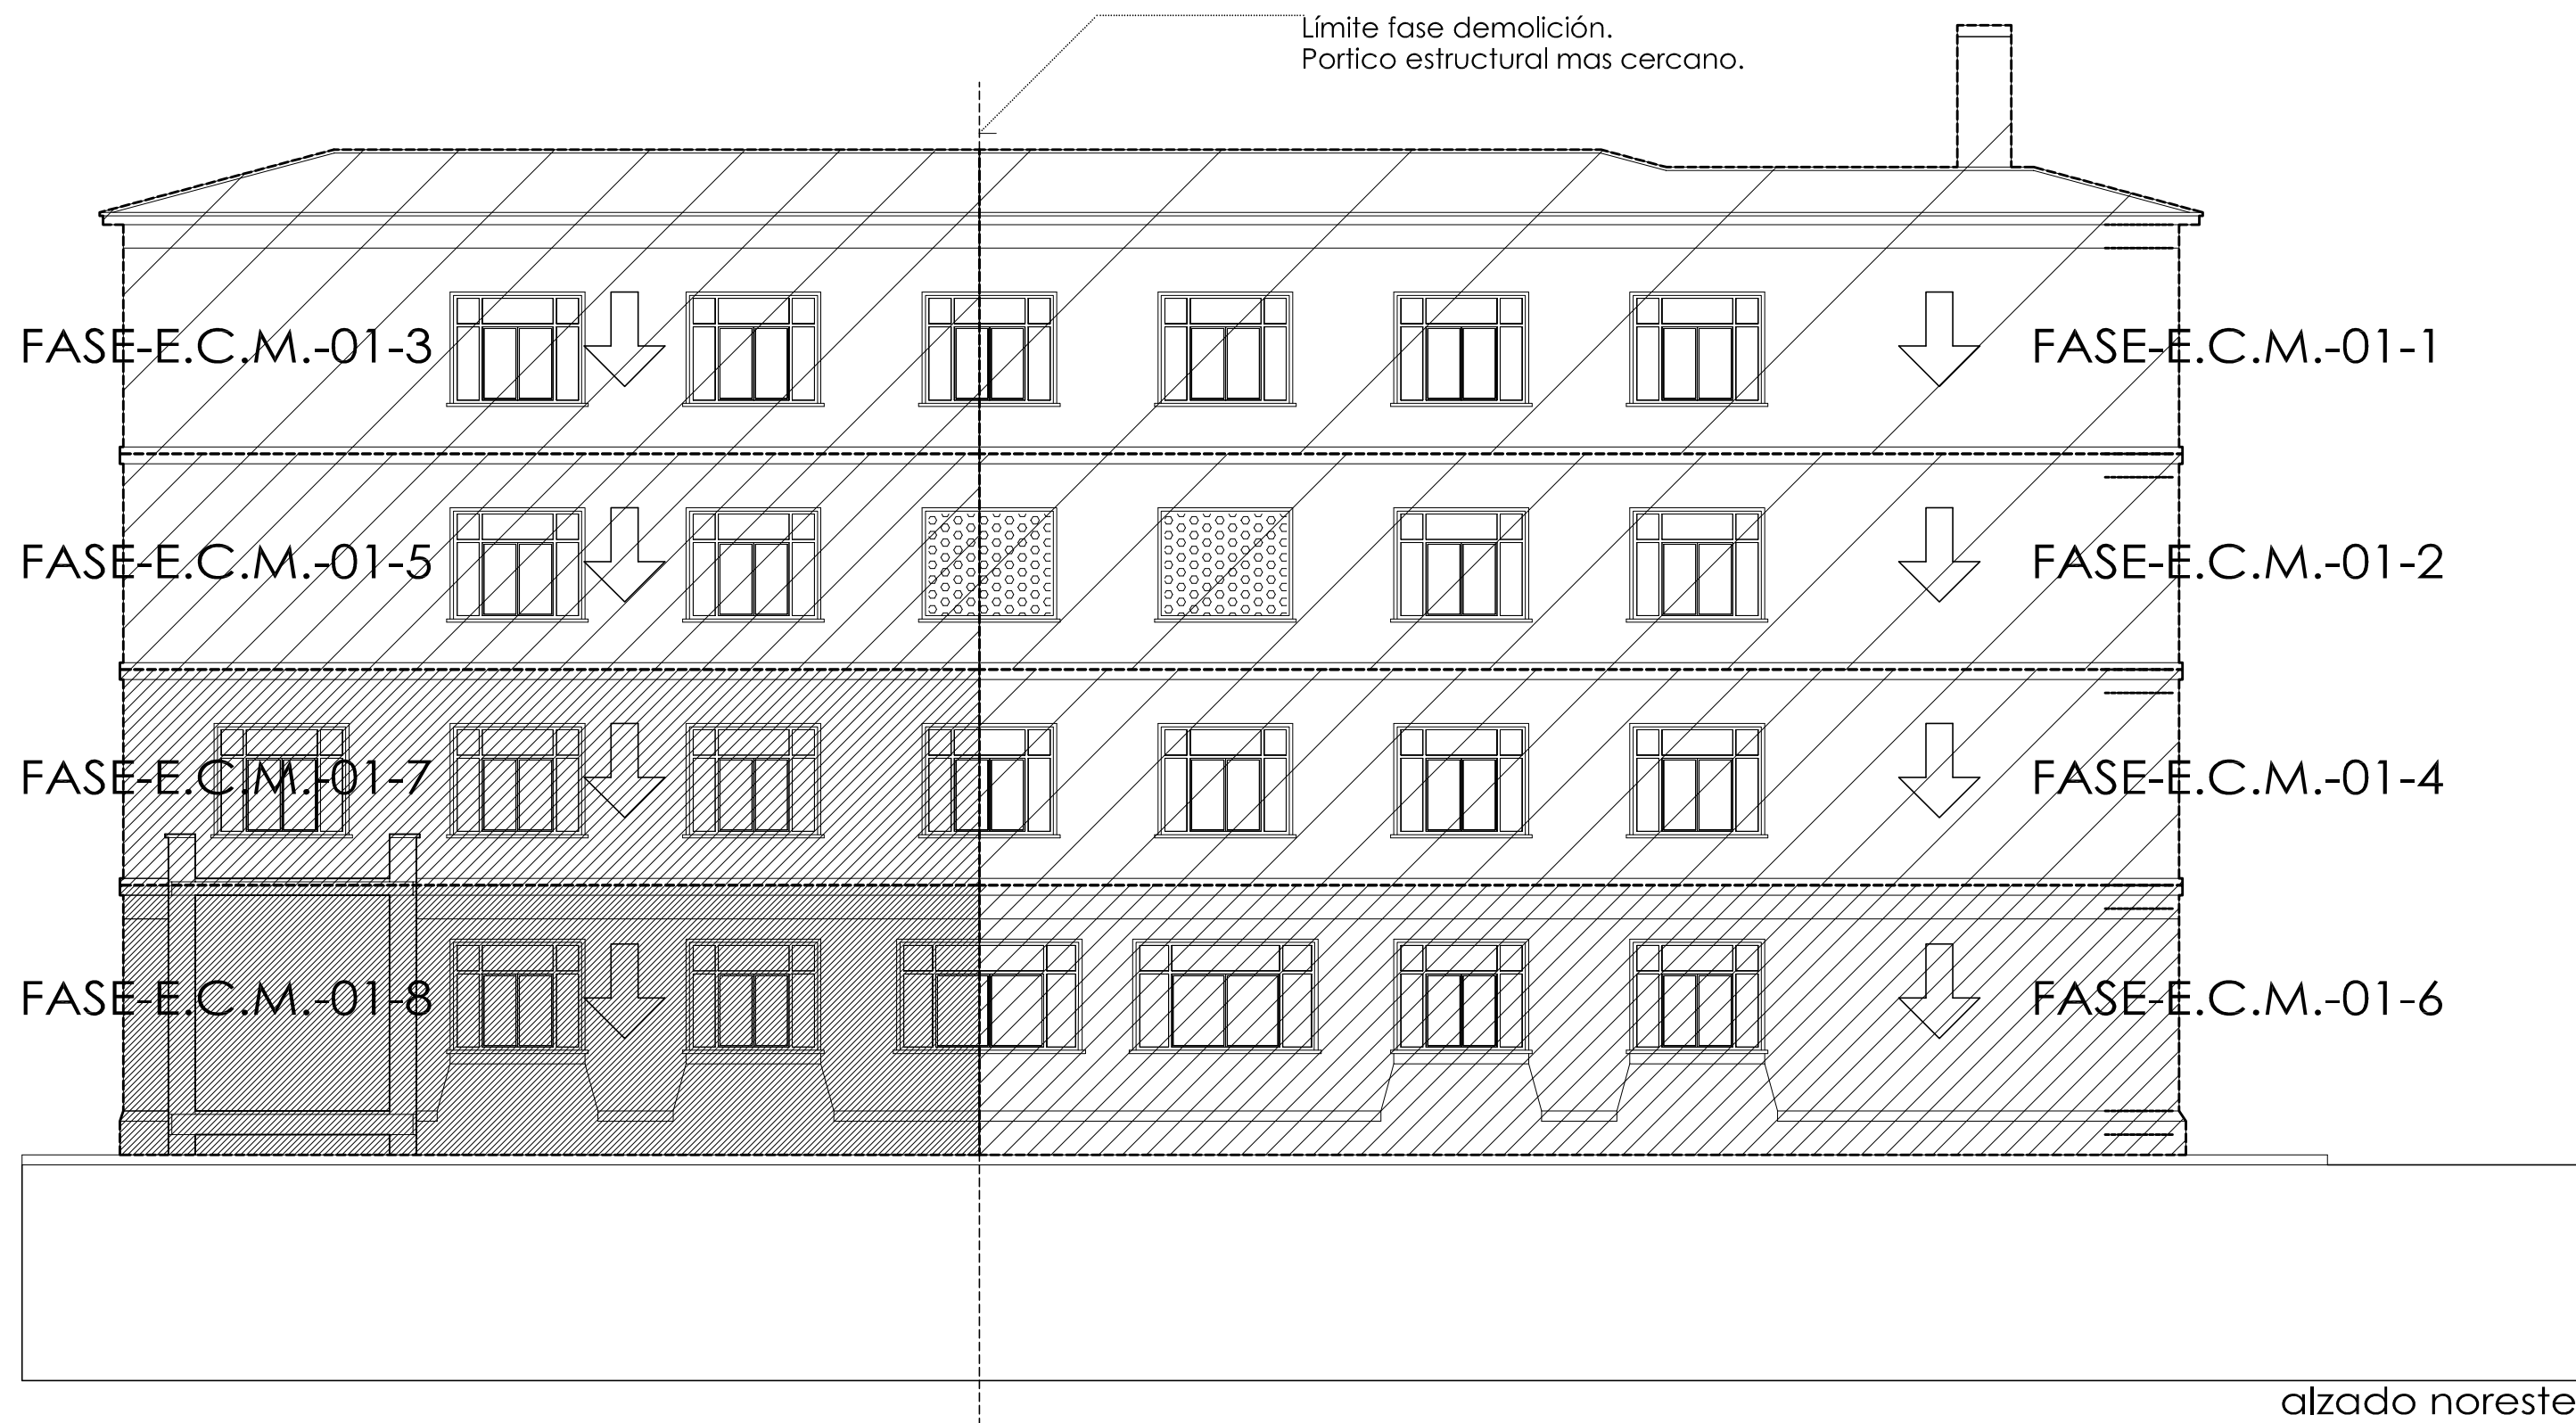 Límite fase demolición.
Portico estructural mas cercano.
FASE-E.C.M.-01-3
FASE-E.C.M.-01-1
FASE-E.C.M.-01-5
FASE-E.C.M.-01-2
FASE-E.C.M.-01-7
FASE-E.C.M.-01-4
FASE-E.C.M.-01-8
FASE-E.C.M.-01-6
alzado noreste